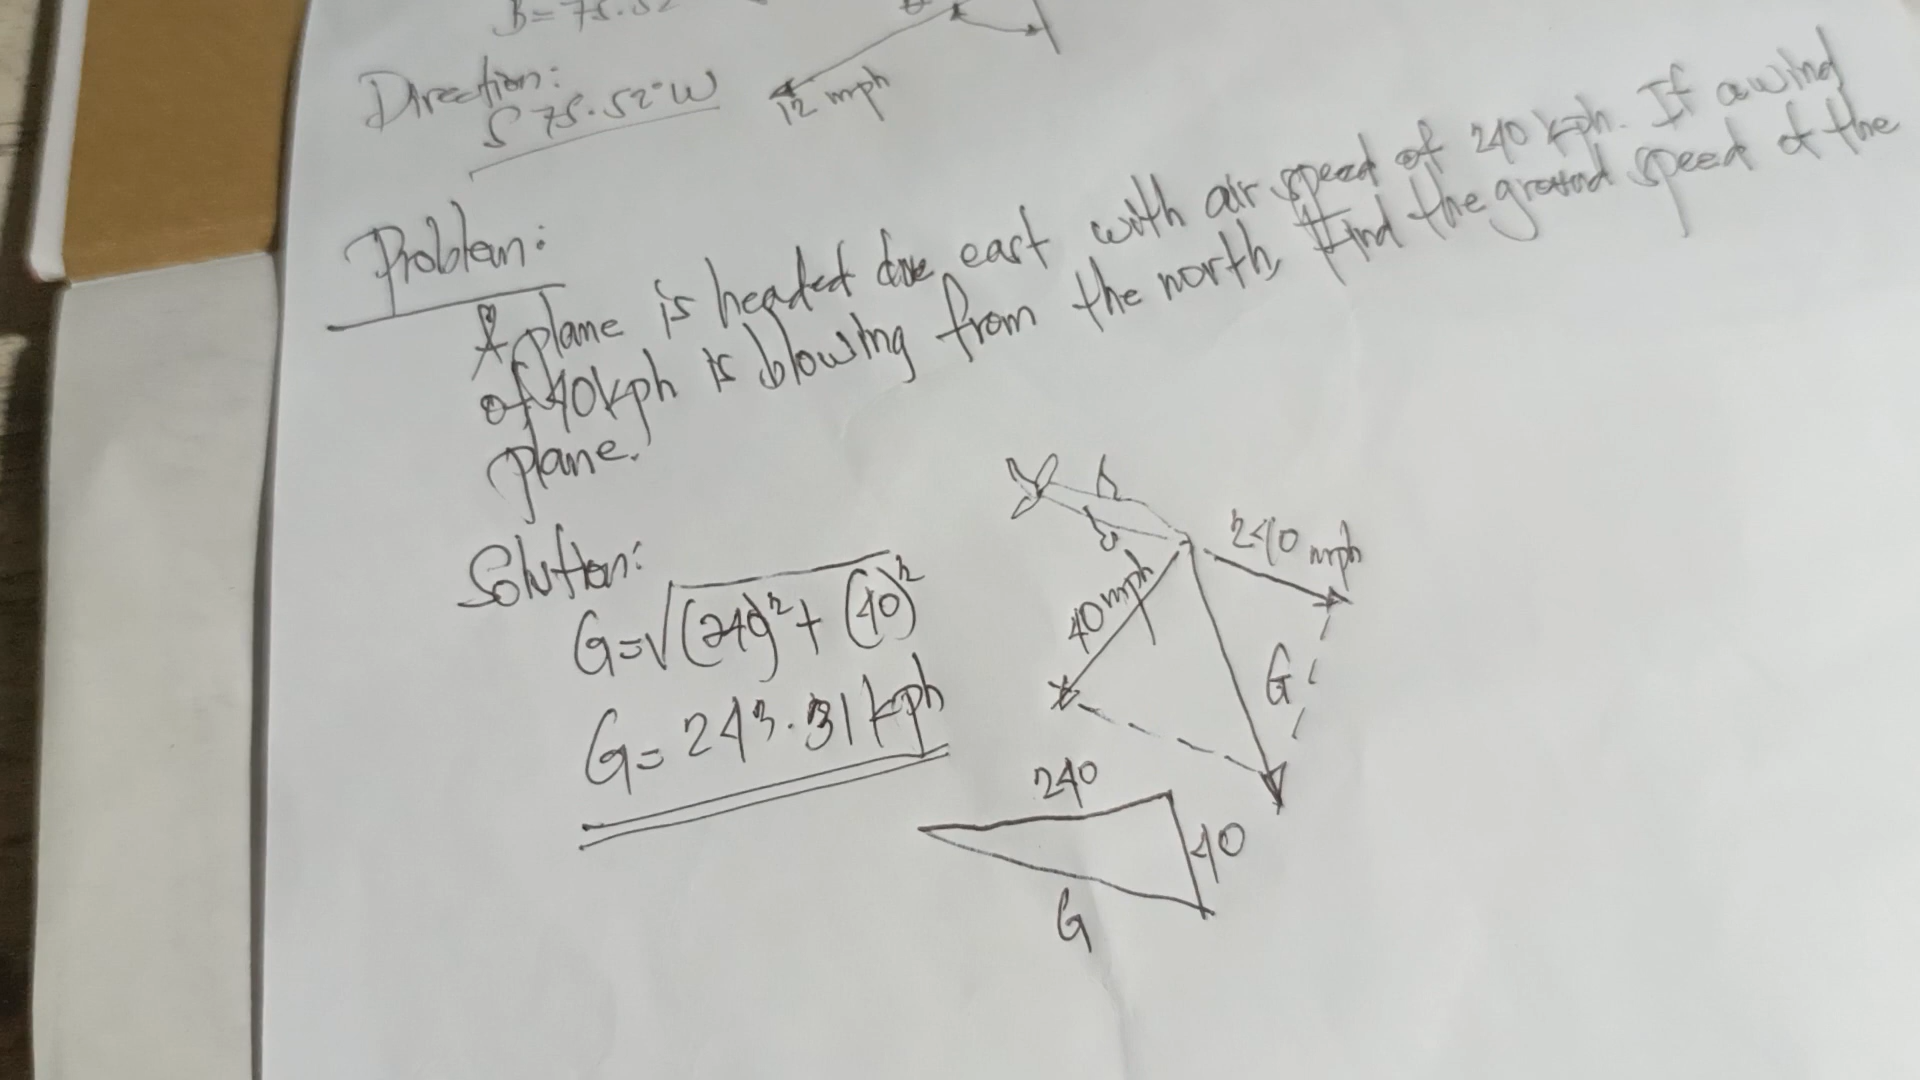 B = 75.52
Direction:
S 75.52°W
12 mph
Problem:
A plane is headed due east with air speed of 240 kph. If a wind
of 40kph is blowing from the north, find the ground speed of the
plane.
Solution:
G=√(240)²+(40)²
G= 243.31 kph
240 mph
40 mph
G
240
40
G